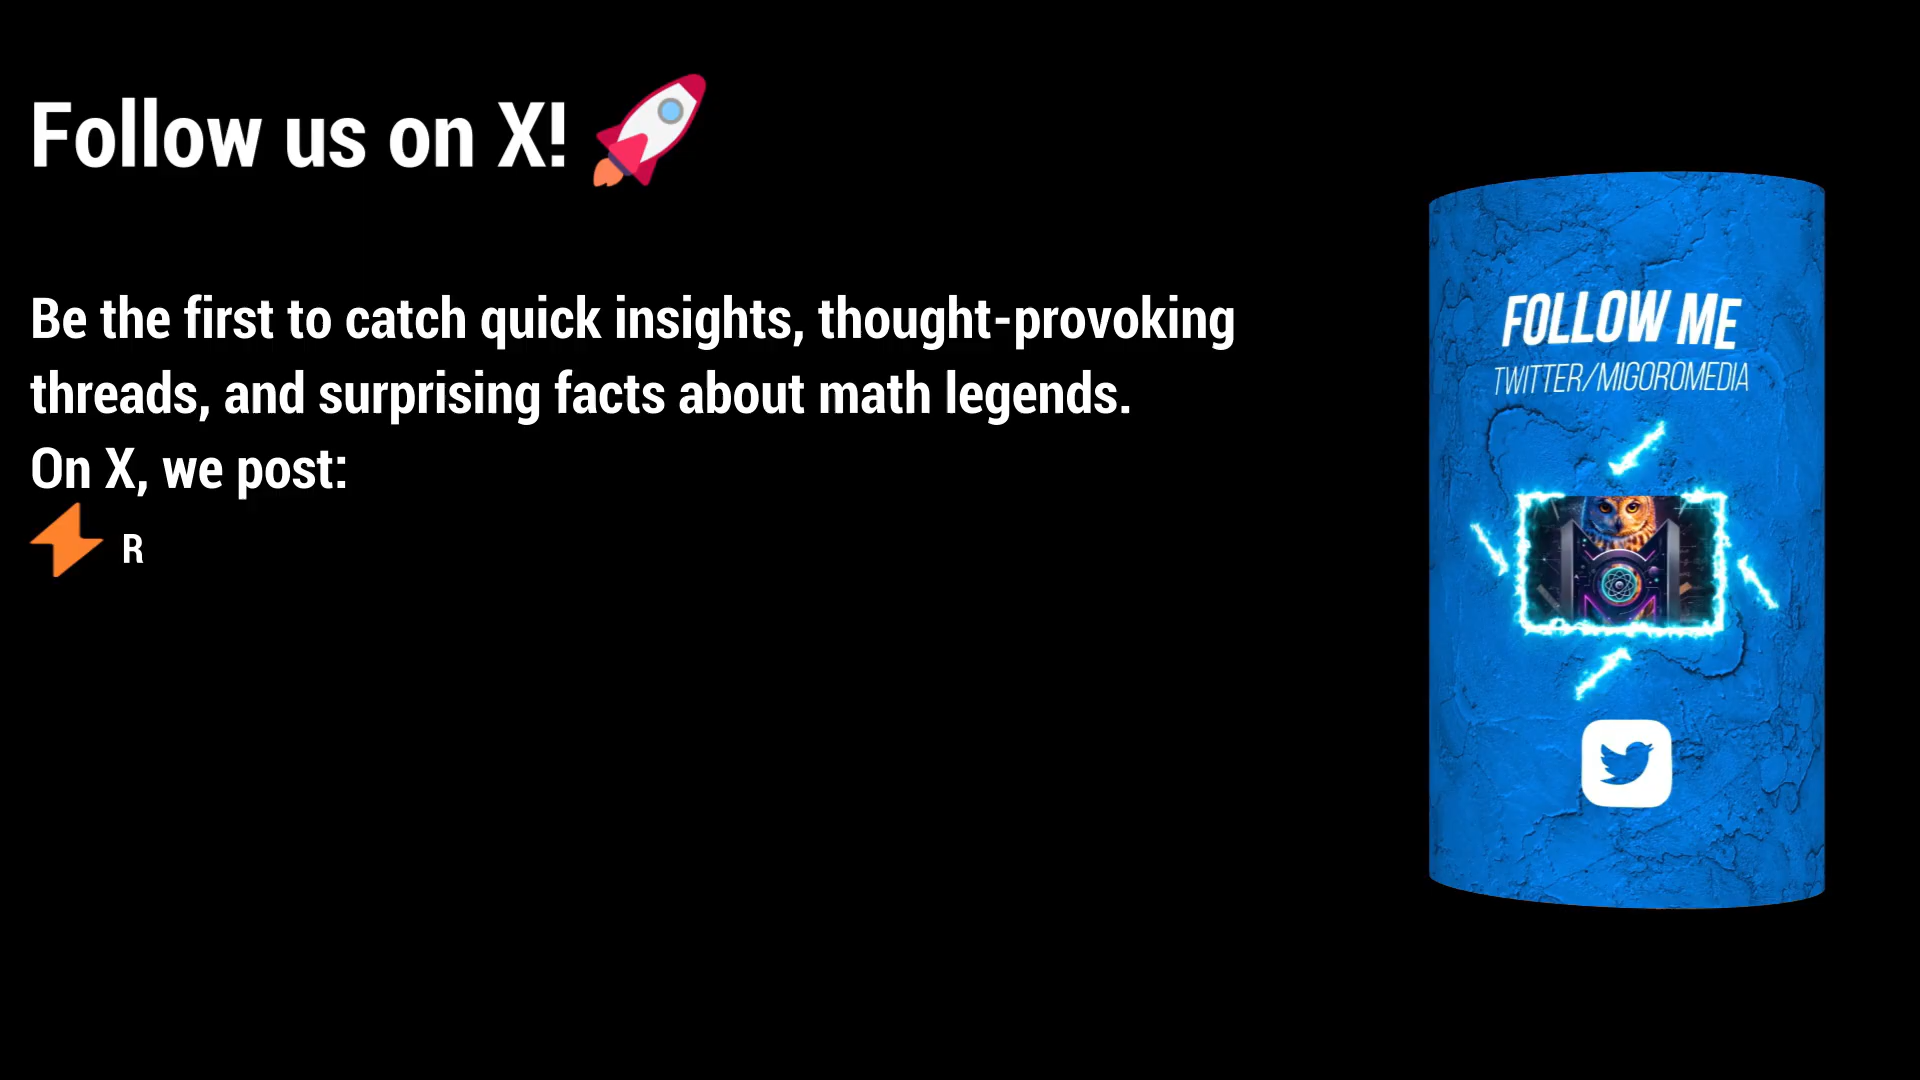 Follow us on X! 🚀
Be the first to catch quick insights, thought-provoking
threads, and surprising facts about math legends.
On X, we post:
⚡ R
FOLLOW ME
TWITTER/MIGOROMEDIA